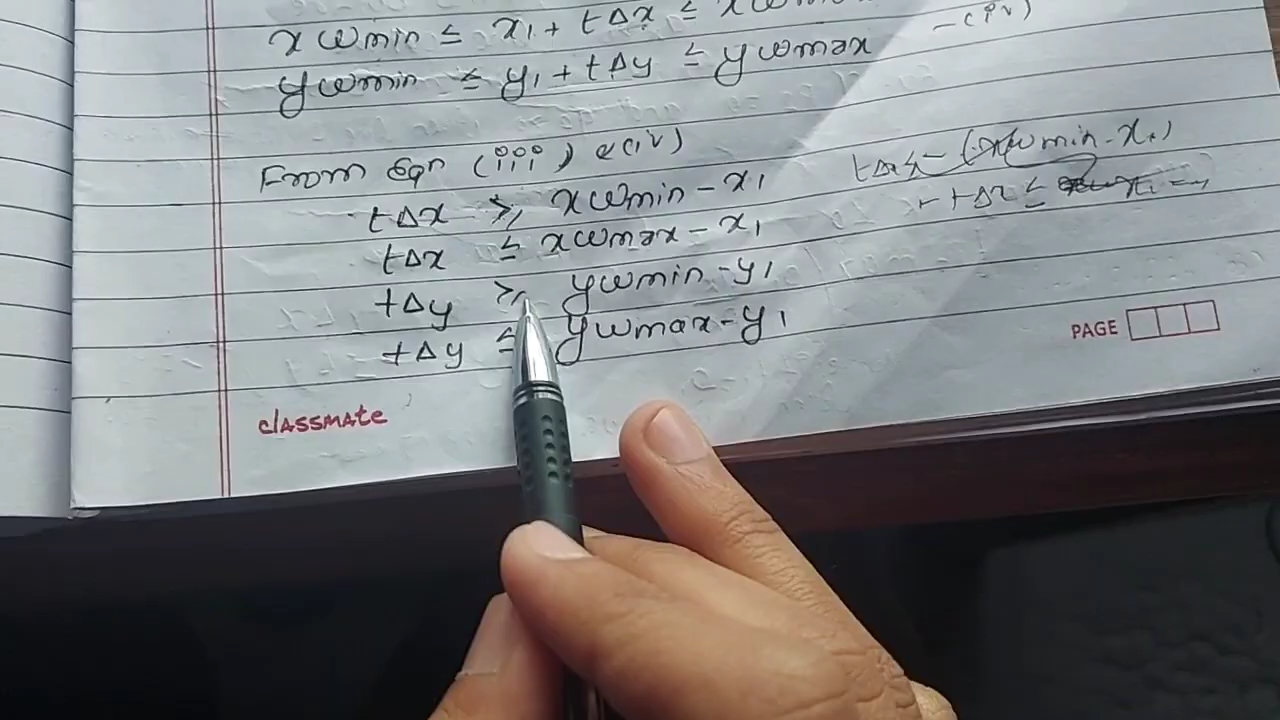 xwmin ≤ x1 + tΔx ≤ xw
-(iv)
ywmin ≤ y1 + tΔy ≤ ywmax
From eqn (iii) & (iv)
tΔx ≥ xwmin - x1
tΔx ≤ xwmax - x1
tΔy ≥ ywmin - y1
tΔy ≤ ywmax - y1
PAGE
classmate